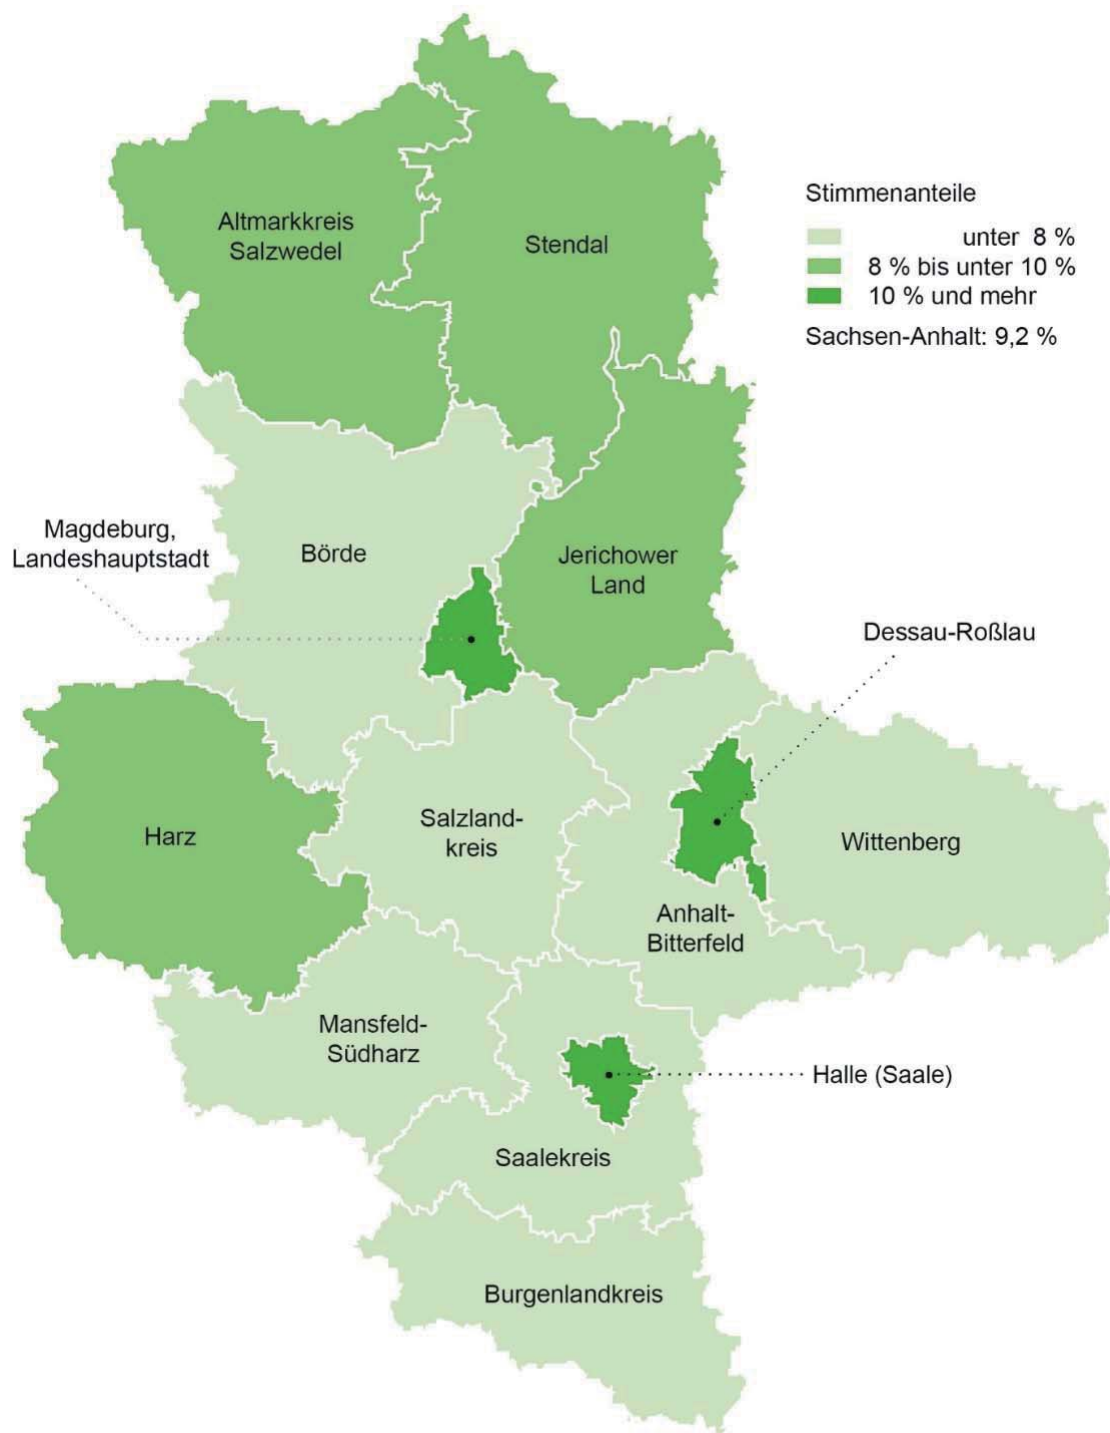 Altmarkkreis
Salzwedel
Stendal
Stimmenanteile
unter 8 %
8 % bis unter 10 %
10 % und mehr
Sachsen-Anhalt: 9,2 %
Magdeburg,
Landeshauptstadt
Börde
Jerichower
Land
Dessau-Roßlau
Harz
Salzland-
kreis
Wittenberg
Anhalt-
Bitterfeld
Mansfeld-
Südharz
Halle (Saale)
Saalekreis
Burgenlandkreis